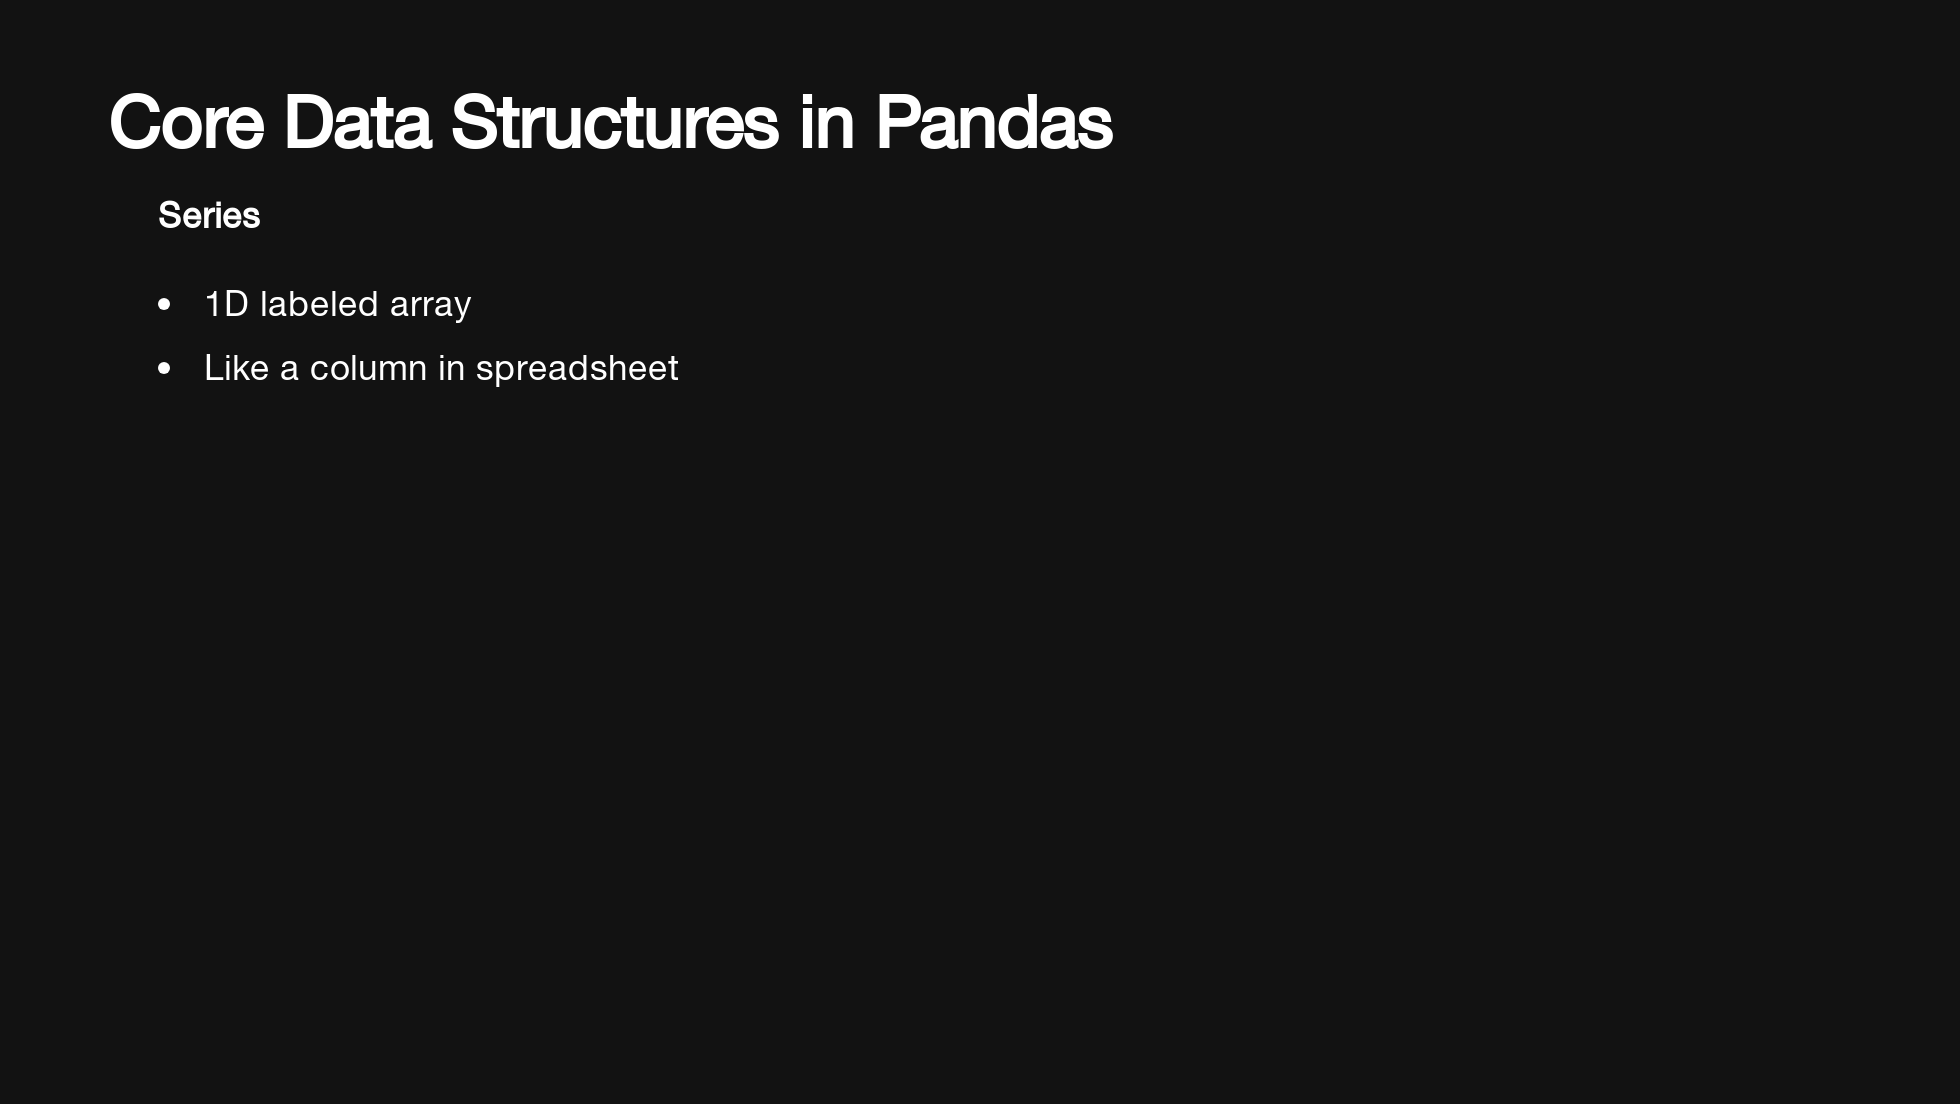 Core Data Structures in Pandas
Series
• 1D labeled array
• Like a column in spreadsheet